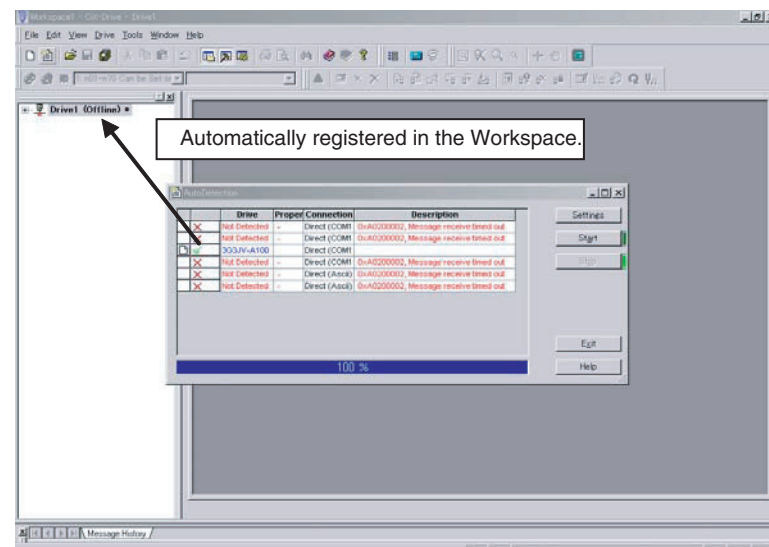 Workspace1 - CX-Drive - Drive1
File Edit View Drive Tools Window Help
Drive1 (Offline)
Automatically registered in the Workspace.
AutoDetection
Drive Proper Connection Description
Not Detected - Direct (COM1 0xA0200002, Message receive timed out
Not Detected - Direct (COM1 0xA0200002, Message receive timed out
3G3JV-A100 Direct (COM1
Not Detected - Direct (COM1 0xA0200002, Message receive timed out
Not Detected - Direct (Ascii) 0xA0200002, Message receive timed out
Not Detected - Direct (Ascii) 0xA0200002, Message receive timed out
Settings
Start
Stop
Exit
Help
100 %
Message History